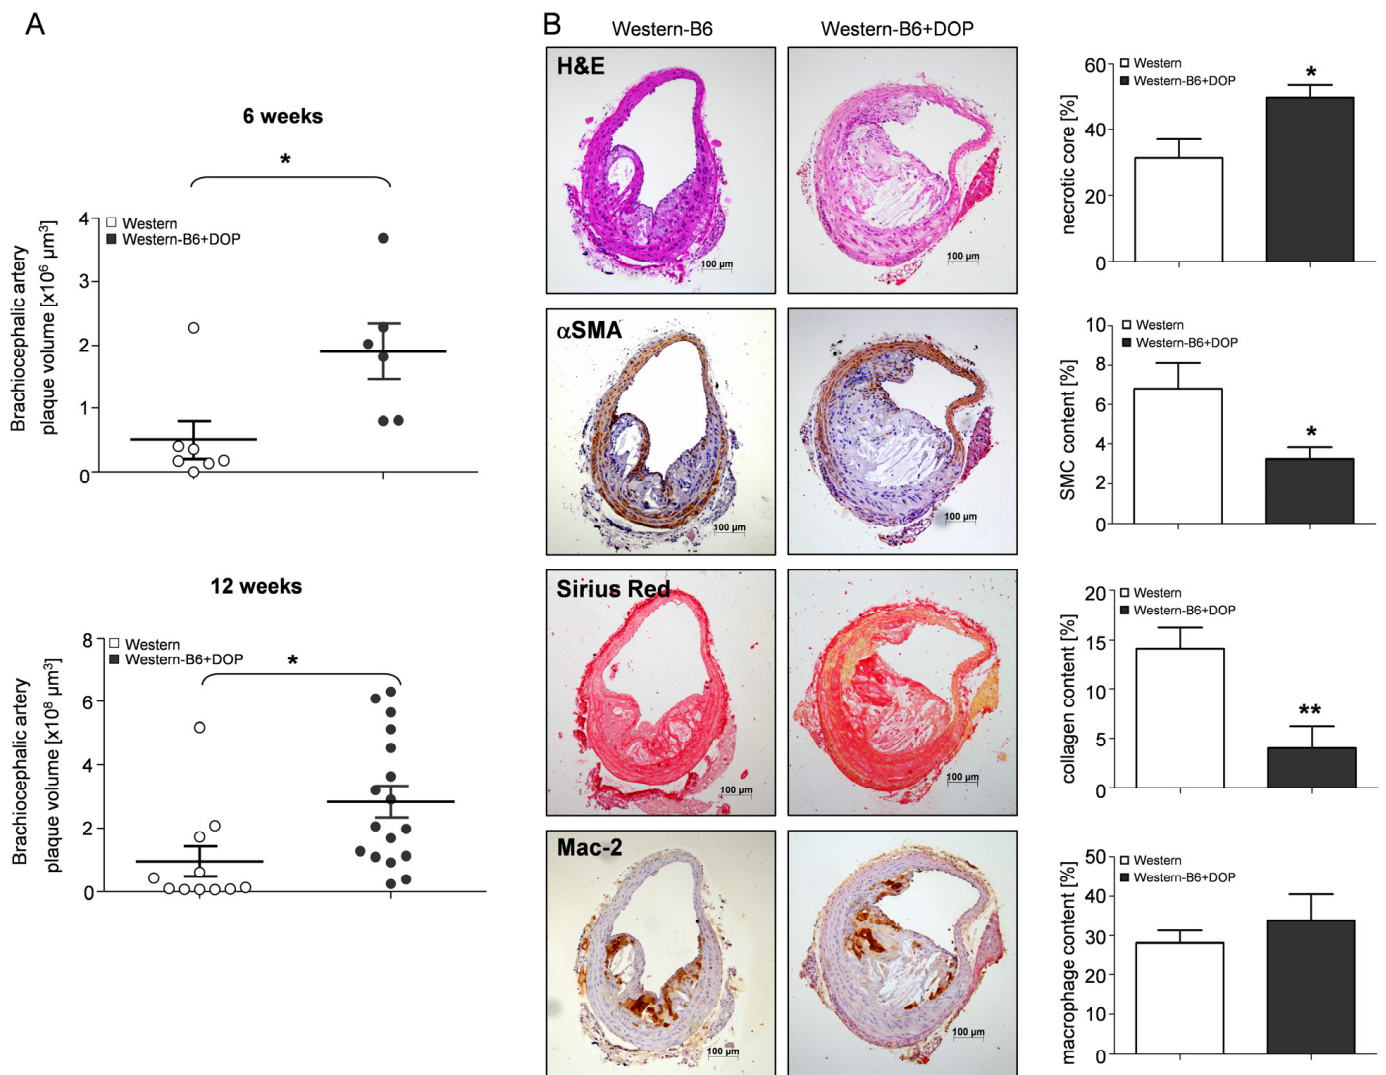 A
6 weeks
*
Brachiocephalic artery
plaque volume [x10⁶ µm³]
4
3
2
1
0
Western
Western-B6+DOP
12 weeks
*
Brachiocephalic artery
plaque volume [x10⁸ µm³]
8
6
4
2
0
Western
Western-B6+DOP
B
Western-B6
Western-B6+DOP
H&E
100 µm
100 µm
necrotic core [%]
60
40
20
0
Western
Western-B6+DOP
*
αSMA
100 µm
100 µm
SMC content [%]
10
8
6
4
2
0
Western
Western-B6+DOP
*
Sirius Red
100 µm
100 µm
collagen content [%]
20
15
10
5
0
Western
Western-B6+DOP
**
Mac-2
100 µm
100 µm
macrophage content [%]
50
40
30
20
10
0
Western
Western-B6+DOP